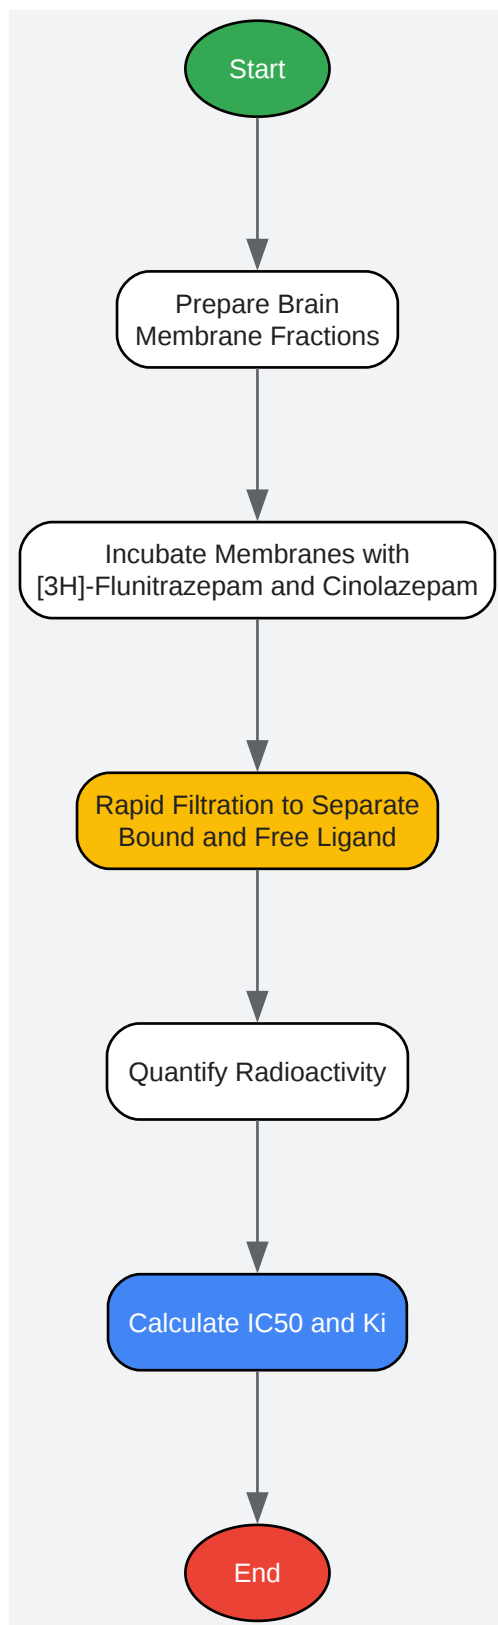 Start
Prepare Brain
Membrane Fractions
Incubate Membranes with
[3H]-Flunitrazepam and Cinolazepam
Rapid Filtration to Separate
Bound and Free Ligand
Quantify Radioactivity
Calculate IC50 and Ki
End